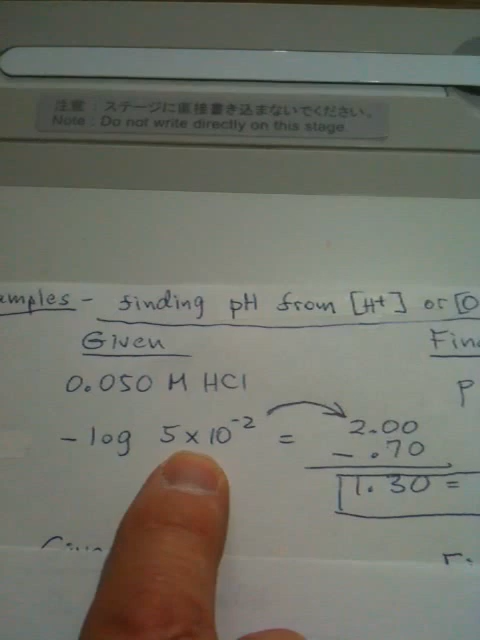 注意：ステージに直接書き込まないでください。
Note : Do not write directly on this stage.
finding pH from [H+] or [O
Given
0.050 M HCl
P
- log 5 x 10⁻² = 2.00
- .70
1.30 =